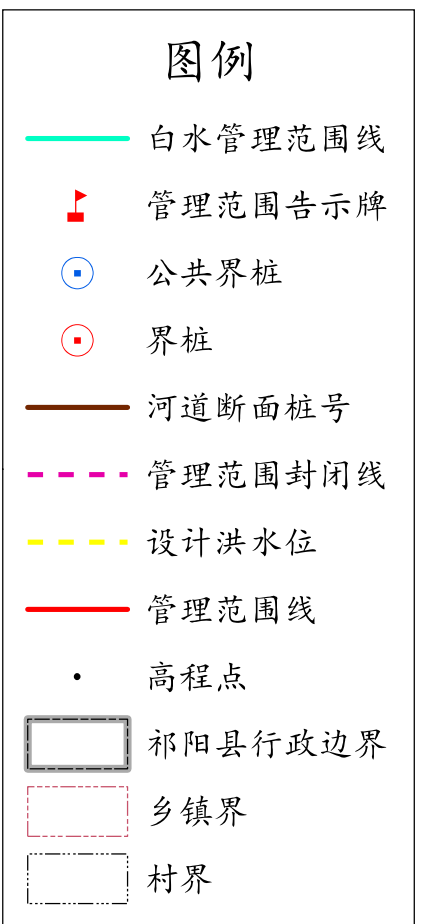 图例
白水管理范围线
管理范围告示牌
公共界桩
界桩
河道断面桩号
管理范围封闭线
设计洪水位
管理范围线
高程点
祁阳县行政边界
乡镇界
村界